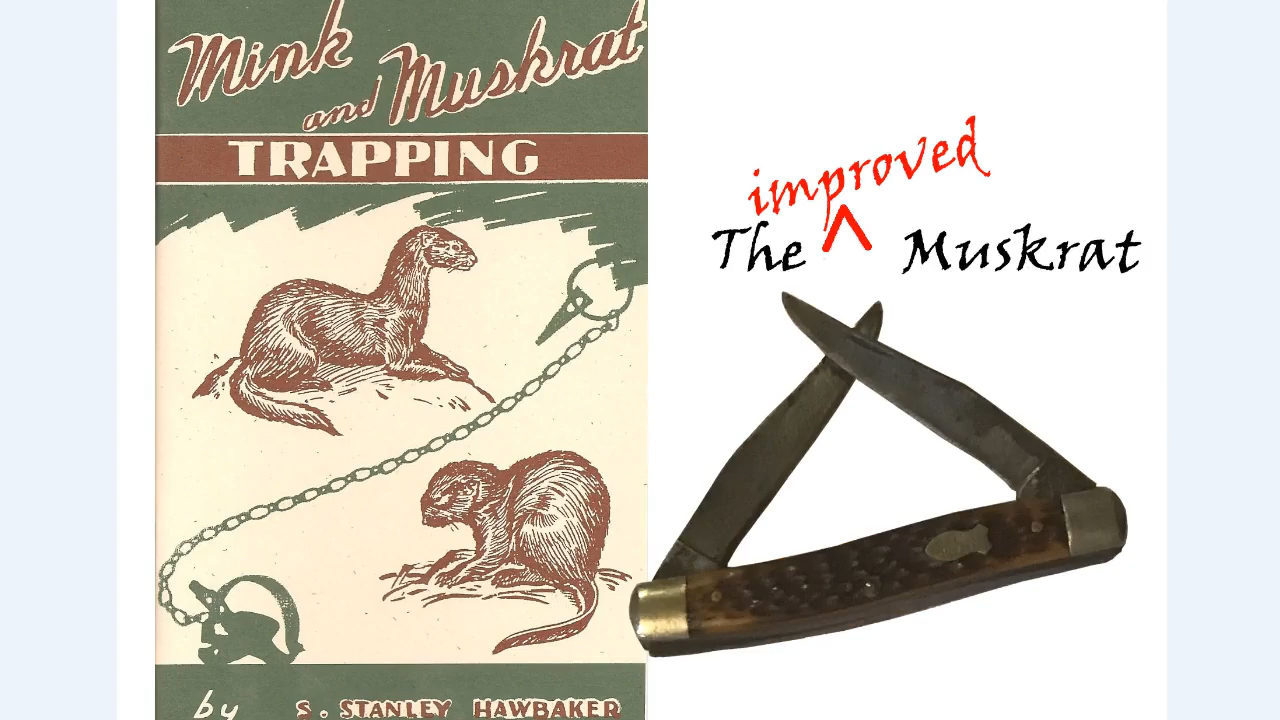 Mink
and Muskrat
TRAPPING
by S. STANLEY HAWBAKER
improved
The ^ Muskrat